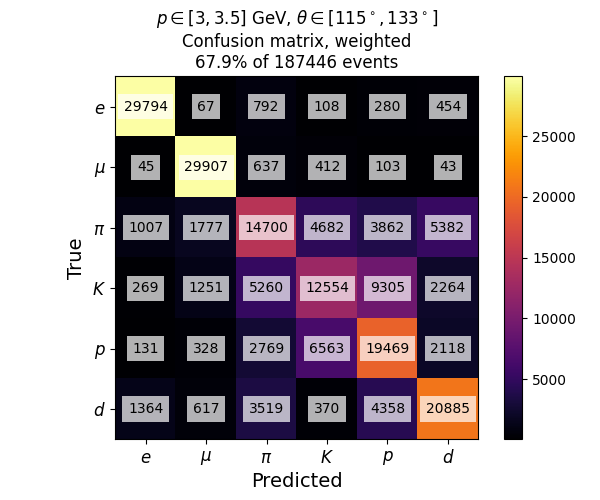 p ∈ [3, 3.5] GeV, θ ∈ [115°, 133°]
Confusion matrix, weighted
67.9% of 187446 events
e 29794 67 792 108 280 454
μ 45 29907 637 412 103 43
π 1007 1777 14700 4682 3862 5382
K 269 1251 5260 12554 9305 2264
p 131 328 2769 6563 19469 2118
d 1364 617 3519 370 4358 20885
e μ π K p d
Predicted
True
25000
20000
15000
10000
5000